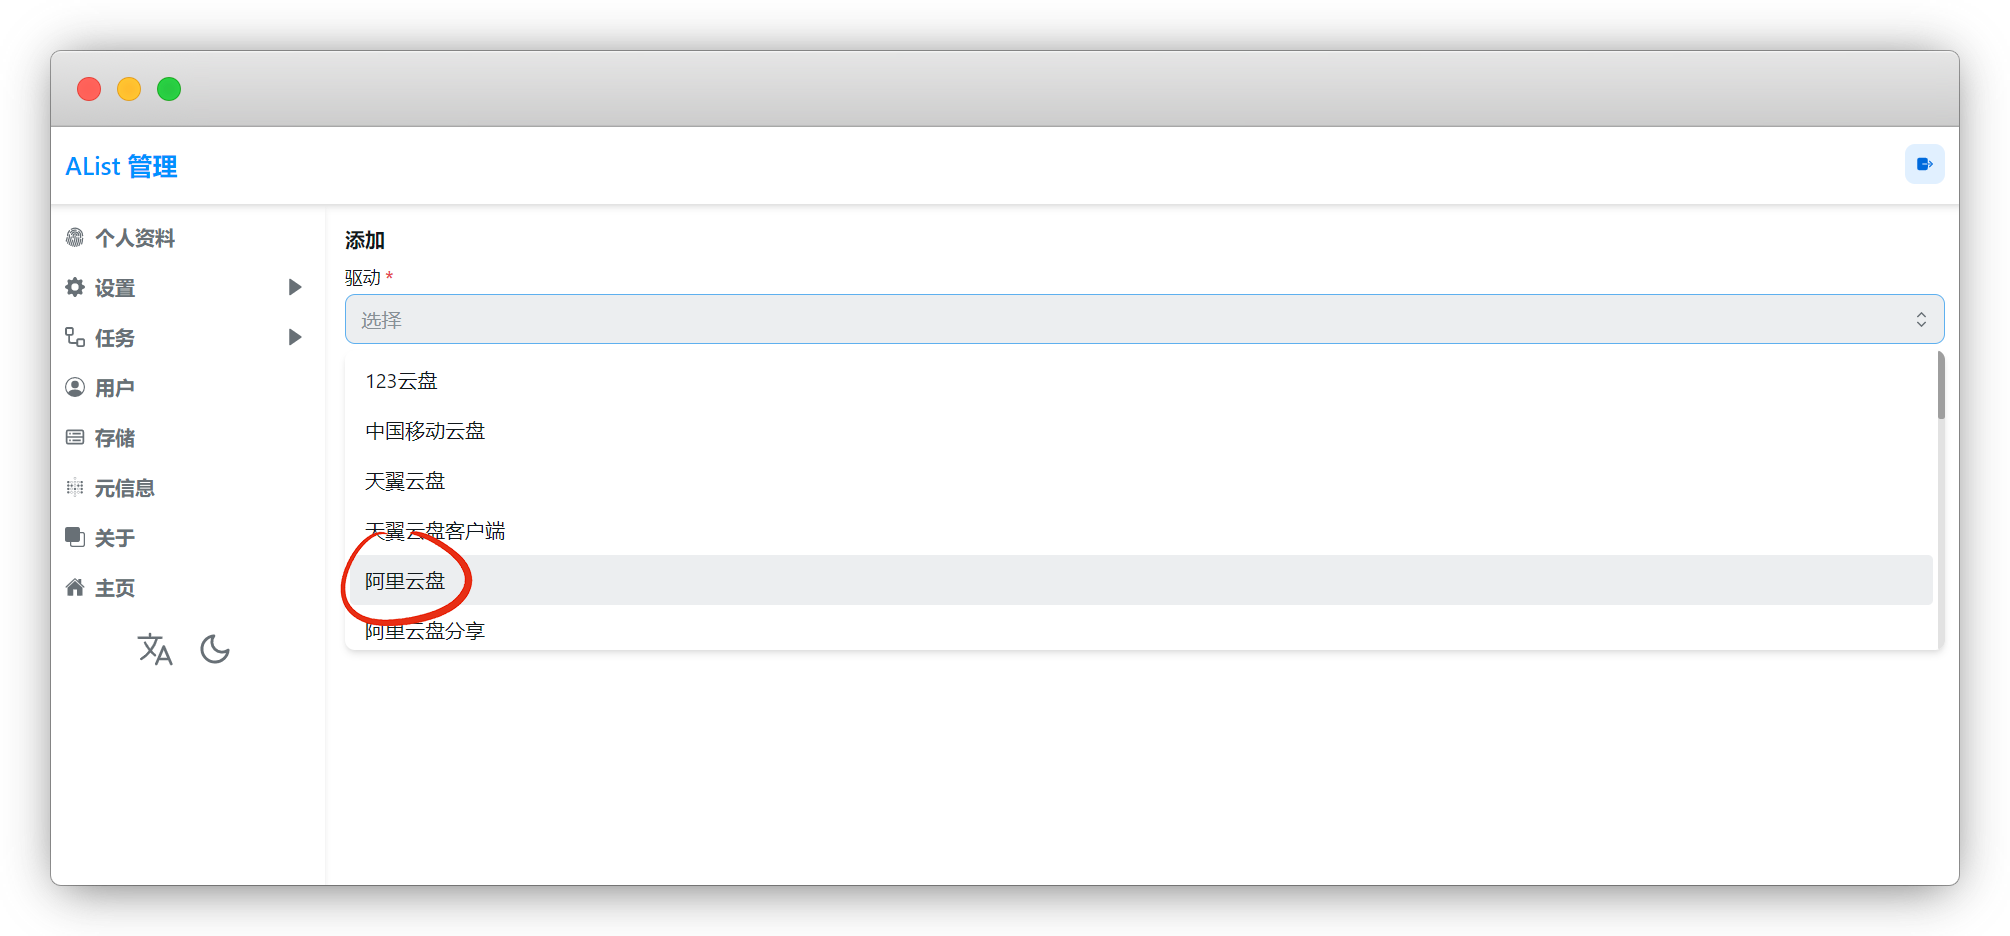 AList 管理
个人资料
设置
任务
用户
存储
元信息
关于
主页
添加
驱动 *
选择
123云盘
中国移动云盘
天翼云盘
天翼云盘客户端
阿里云盘
阿里云盘分享